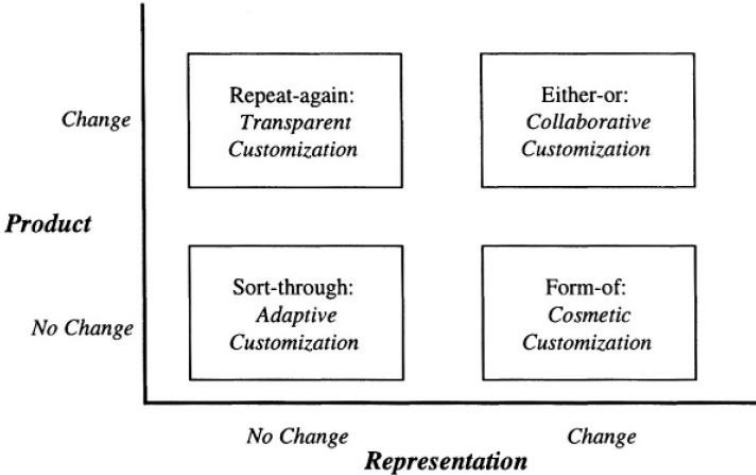 Change
Repeat-again:
Transparent
Customization
Either-or:
Collaborative
Customization
Product
No Change
Sort-through:
Adaptive
Customization
Form-of:
Cosmetic
Customization
No Change
Change
Representation